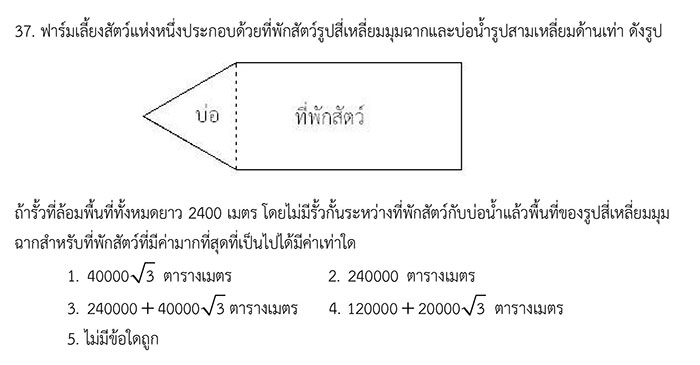 37. ฟาร์มเลี้ยงสัตว์แห่งหนึ่งประกอบด้วยที่พักสัตว์รูปสี่เหลี่ยมมุมฉากและบ่อน้ำรูปสามเหลี่ยมด้านเท่า ดังรูป
บ่อ ที่พักสัตว์
ถ้ารั้วที่ล้อมพื้นที่ทั้งหมดยาว 2400 เมตร โดยไม่มีรั้วกั้นระหว่างที่พักสัตว์กับบ่อน้ำแล้วพื้นที่ของรูปสี่เหลี่ยมมุม
ฉากสำหรับที่พักสัตว์ที่มีค่ามากที่สุดที่เป็นไปได้มีค่าเท่าใด
1. 40000√3 ตารางเมตร 2. 240000 ตารางเมตร
3. 240000 + 40000√3 ตารางเมตร 4. 120000 + 20000√3 ตารางเมตร
5. ไม่มีข้อใดถูก